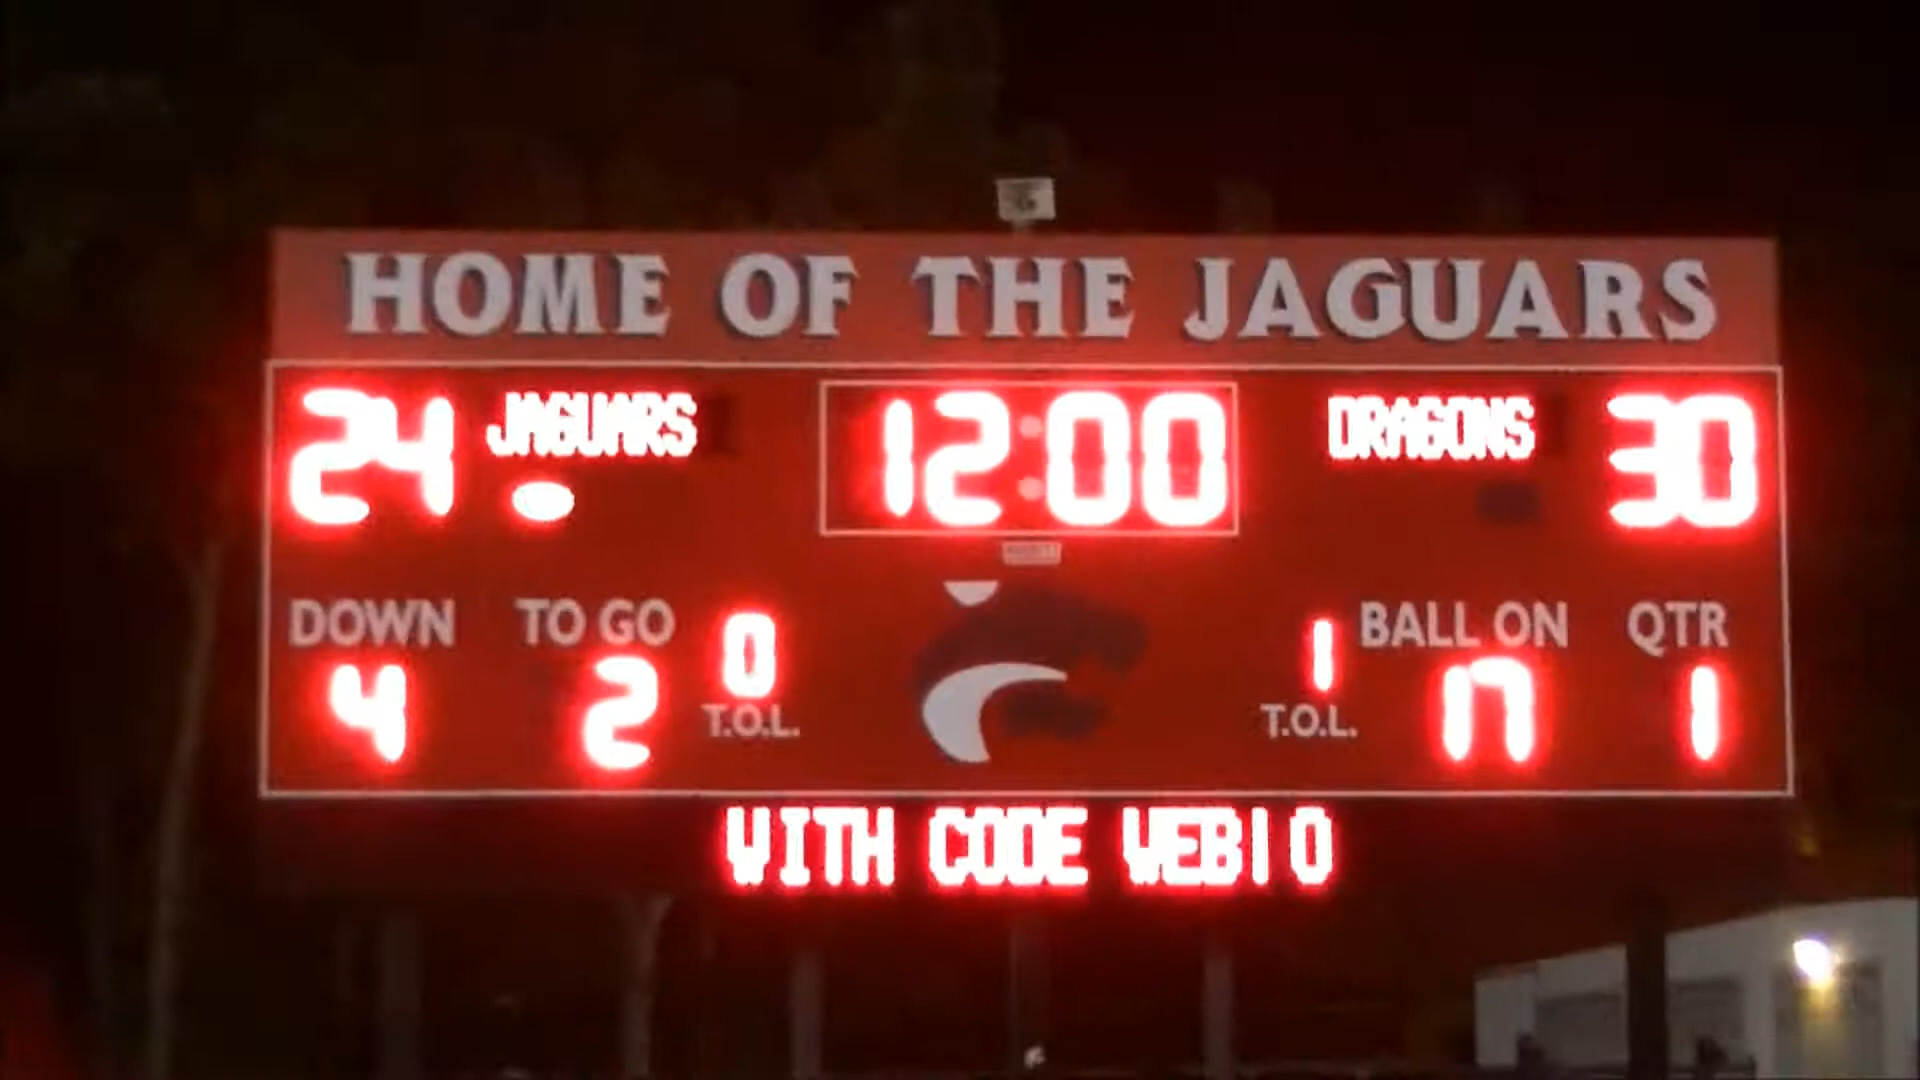 HOME OF THE JAGUARS
24 JAGUARS 12:00 DRAGONS 30
DOWN TO GO 0 1 BALL ON QTR
4 2 T.O.L. T.O.L. 17 1
WITH CODE WEB10